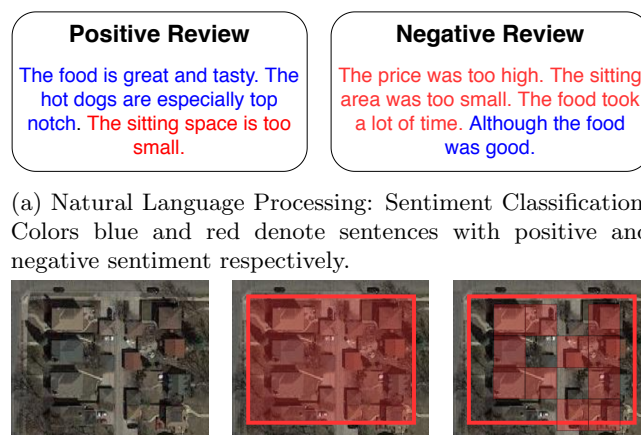 Positive Review
The food is great and tasty. The
hot dogs are especially top
notch. The sitting space is too
small.
Negative Review
The price was too high. The sitting
area was too small. The food took
a lot of time. Although the food
was good.
(a) Natural Language Processing: Sentiment Classification
Colors blue and red denote sentences with positive and
negative sentiment respectively.